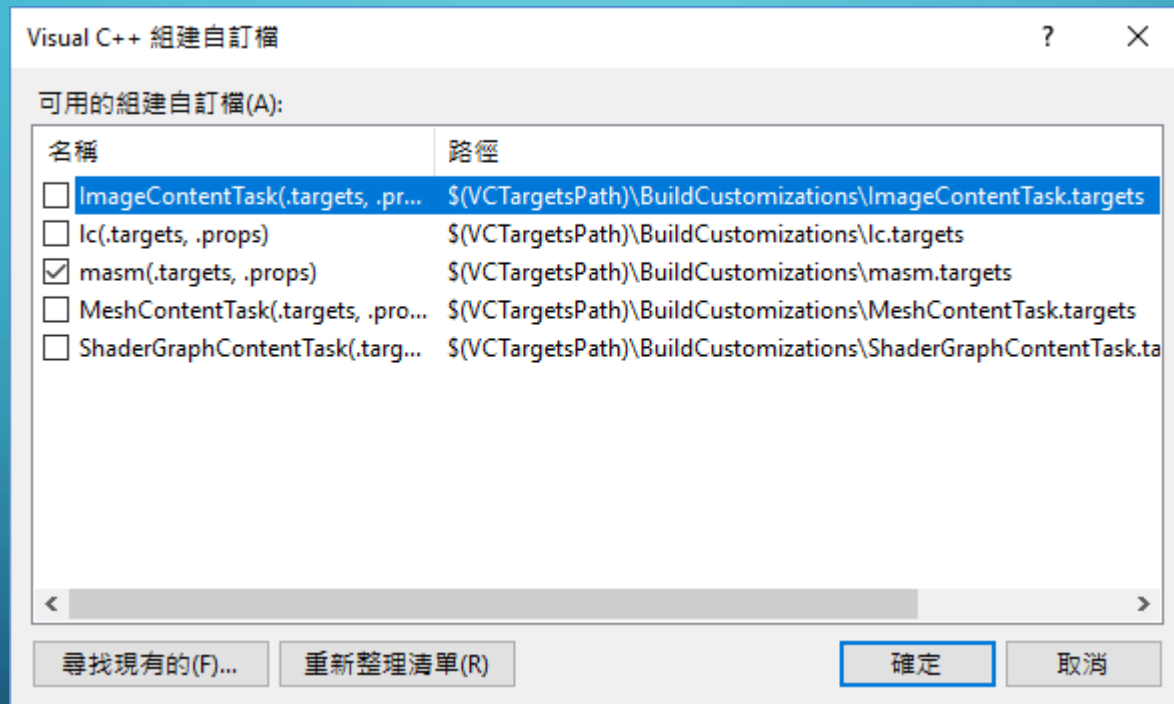 Visual C++ 組建自訂檔
可用的組建自訂檔(A):
名稱 路徑
ImageContentTask(.targets, .pr... $(VCTargetsPath)\BuildCustomizations\ImageContentTask.targets
lc(.targets, .props) $(VCTargetsPath)\BuildCustomizations\lc.targets
masm(.targets, .props) $(VCTargetsPath)\BuildCustomizations\masm.targets
MeshContentTask(.targets, .pro... $(VCTargetsPath)\BuildCustomizations\MeshContentTask.targets
ShaderGraphContentTask(.targ... $(VCTargetsPath)\BuildCustomizations\ShaderGraphContentTask.ta
尋找現有的(F)... 重新整理清單(R) 確定 取消